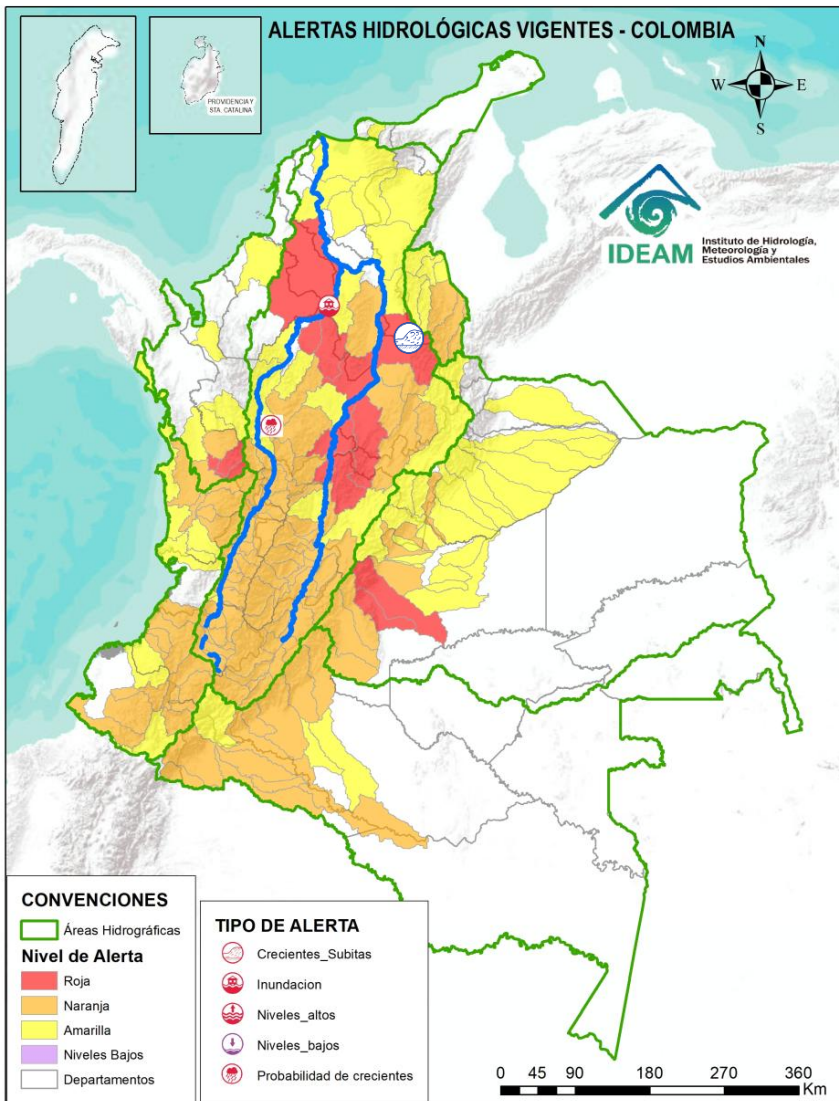 ALERTAS HIDROLÓGICAS VIGENTES - COLOMBIA
PROVIDENCIA Y
STA. CATALINA
N
W
E
S
IDEAM
Instituto de Hidrología,
Meteorología y
Estudios Ambientales
CONVENCIONES
Áreas Hidrográficas
Nivel de Alerta
Roja
Naranja
Amarilla
Niveles Bajos
Departamentos
TIPO DE ALERTA
Crecientes_Subitas
Inundacion
Niveles_altos
Niveles_bajos
Probabilidad de crecientes
0 45 90 180 270 360
Km